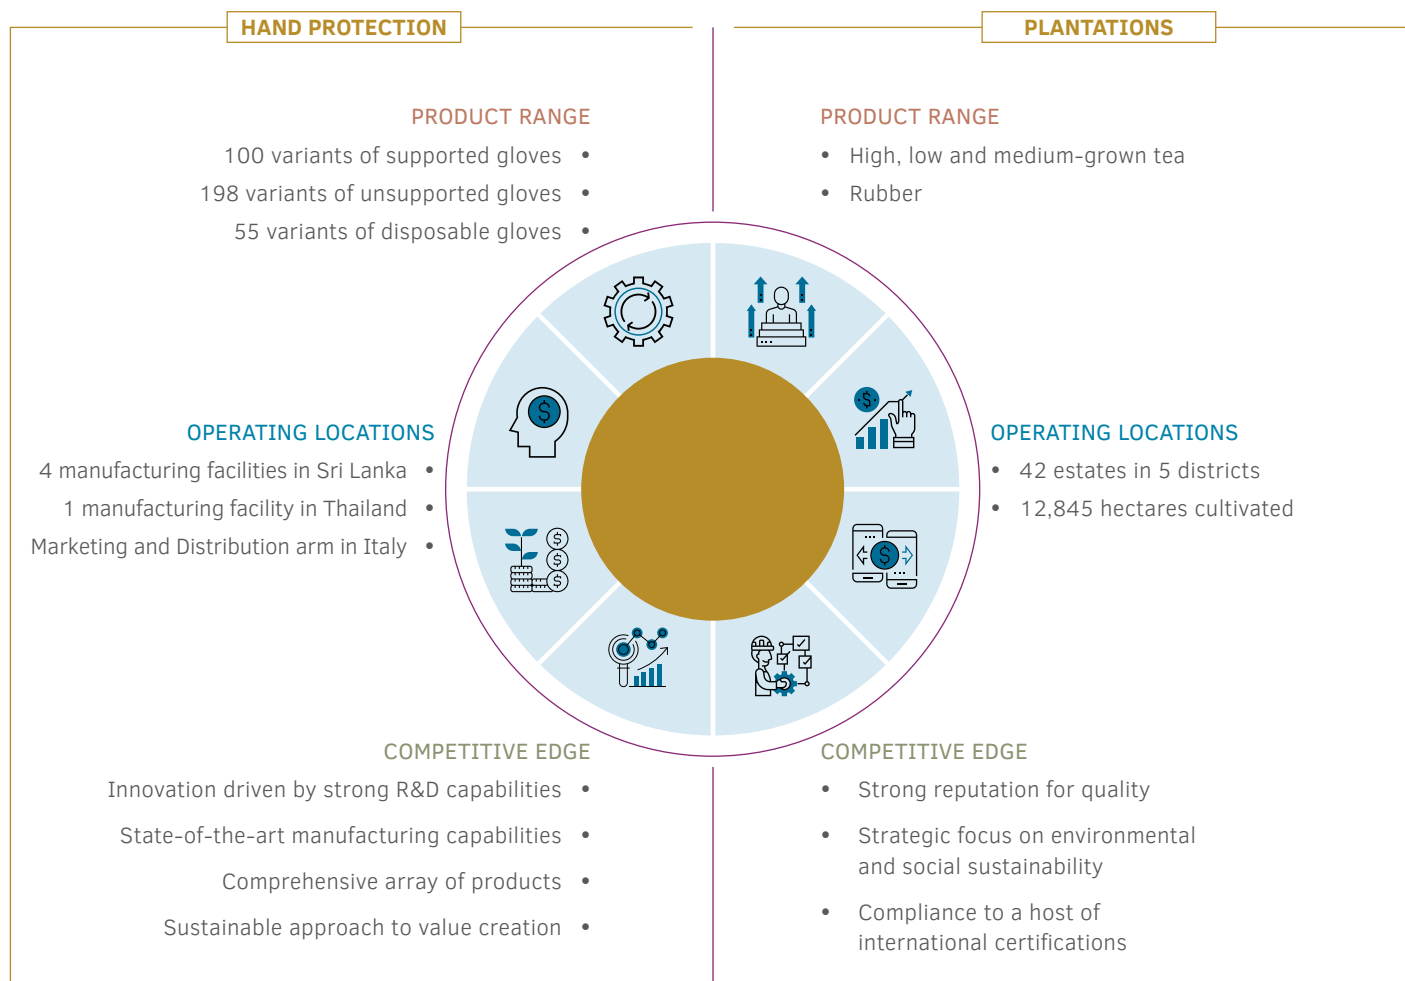 HAND PROTECTION
PRODUCT RANGE
100 variants of supported gloves •
198 variants of unsupported gloves •
55 variants of disposable gloves •
OPERATING LOCATIONS
4 manufacturing facilities in Sri Lanka •
1 manufacturing facility in Thailand •
Marketing and Distribution arm in Italy •
COMPETITIVE EDGE
Innovation driven by strong R&D capabilities •
State-of-the-art manufacturing capabilities •
Comprehensive array of products •
Sustainable approach to value creation •
PLANTATIONS
PRODUCT RANGE
• High, low and medium-grown tea
• Rubber
OPERATING LOCATIONS
• 42 estates in 5 districts
• 12,845 hectares cultivated
COMPETITIVE EDGE
• Strong reputation for quality
• Strategic focus on environmental
and social sustainability
• Compliance to a host of
international certifications